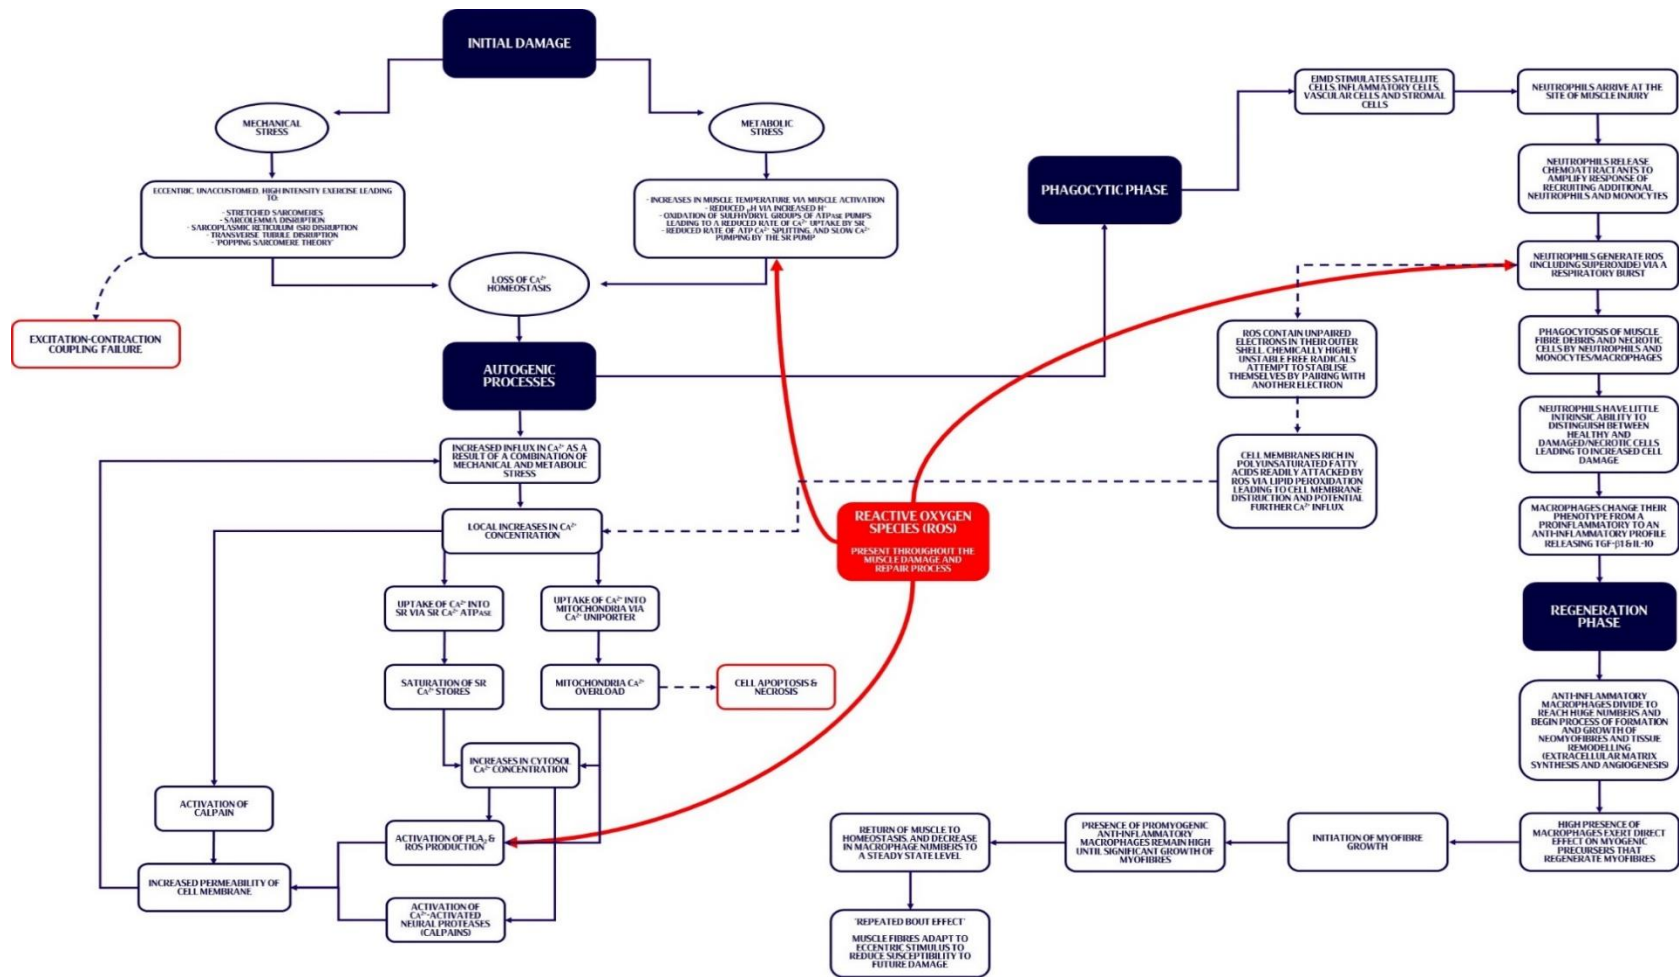 INITIAL DAMAGE
MECHANICAL
STRESS
METABOLIC
STRESS
ECCENTRIC, UNACCUSTOMED, HIGH INTENSITY EXERCISE LEADING
TO:
- STRETCHED SARCOMERES
- SARCOLEMMA DISRUPTION
- SARCOPLASMIC RETICULUM (SR) DISRUPTION
- TRANSVERSE TUBULE DISRUPTION
- 'POPPING SARCOMERE THEORY'
- INCREASES IN MUSCLE TEMPERATURE VIA MUSCLE ACTIVATION
- REDUCED pH VIA INCREASED H⁺
- OXIDATION OF SULFHYDRYL GROUPS OF ATPASE PUMPS
LEADING TO A REDUCED RATE OF CA²⁺ UPTAKE BY SR
- REDUCED RATE OF ATP CA²⁺ SPLITTING, AND SLOW CA²⁺
PUMPING BY THE SR PUMP
LOSS OF CA²⁺
HOMEOSTASIS
EXCITATION-CONTRACTION
COUPLING FAILURE
AUTOGENIC
PROCESSES
INCREASED INFLUX IN CA²⁺ AS A
RESULT OF A COMBINATION OF
MECHANICAL AND METABOLIC
STRESS
LOCAL INCREASES IN CA²⁺
CONCENTRATION
UPTAKE OF CA²⁺ INTO
SR VIA SR CA²⁺ ATPASE
UPTAKE OF CA²⁺ INTO
MITOCHONDRIA VIA
CA²⁺ UNIPORTER
SATURATION OF SR
CA²⁺ STORES
MITOCHONDRIA CA²⁺
OVERLOAD
CELL APOPTOSIS &
NECROSIS
INCREASES IN CYTOSOL
CA²⁺ CONCENTRATION
ACTIVATION OF
CALPAIN
ACTIVATION OF PLA₂ &
ROS PRODUCTION
INCREASED PERMEABILITY OF
CELL MEMBRANE
ACTIVATION OF
CA²⁺-ACTIVATED
NEURAL PROTEASES
(CALPAINS)
REACTIVE OXYGEN
SPECIES (ROS)
PRESENT THROUGHOUT THE
MUSCLE DAMAGE AND
REPAIR PROCESS
PHAGOCYTIC PHASE
EIMD STIMULATES SATELLITE
CELLS, INFLAMMATORY CELLS,
VASCULAR CELLS AND STROMAL
CELLS
NEUTROPHILS ARRIVE AT THE
SITE OF MUSCLE INJURY
NEUTROPHILS RELEASE
CHEMOATTRACTANTS TO
AMPLIFY RESPONSE OF
RECRUITING ADDITIONAL
NEUTROPHILS AND MONOCYTES
NEUTROPHILS GENERATE ROS
(INCLUDING SUPEROXIDE) VIA A
RESPIRATORY BURST
ROS CONTAIN UNPAIRED
ELECTRONS IN THEIR OUTER
SHELL. CHEMICALLY HIGHLY
UNSTABLE FREE RADICALS
ATTEMPT TO STABLISE
THEMSELVES BY PAIRING WITH
ANOTHER ELECTRON
CELL MEMBRANES RICH IN
POLYUNSATURATED FATTY
ACIDS READILY ATTACKED BY
ROS VIA LIPID PEROXIDATION
LEADING TO CELL MEMBRANE
DISTRUCTION AND POTENTIAL
FURTHER CA²⁺ INFLUX
PHAGOCYTOSIS OF MUSCLE
FIBRE DEBRIS AND NECROTIC
CELLS BY NEUTROPHILS AND
MONOCYTES/MACROPHAGES
NEUTROPHILS HAVE LITTLE
INTRINSIC ABILITY TO
DISTINGUISH BETWEEN
HEALTHY AND
DAMAGED/NECROTIC CELLS
LEADING TO INCREASED CELL
DAMAGE
MACROPHAGES CHANGE THEIR
PHENOTYPE FROM A
PROINFLAMMATORY TO AN
ANTI-INFLAMMATORY PROFILE
RELEASING TGF-β1 & IL-10
REGENERATION
PHASE
ANTI-INFLAMMATORY
MACROPHAGES DIVIDE TO
REACH HUGE NUMBERS AND
BEGIN PROCESS OF FORMATION
AND GROWTH OF
NEOMYOFIBRES AND TISSUE
REMODELLING
(EXTRACELLULAR MATRIX
SYNTHESIS AND ANGIOGENESIS)
HIGH PRESENCE OF
MACROPHAGES EXERT DIRECT
EFFECT ON MYOGENIC
PRECURSERS THAT
REGENERATE MYOFIBRES
INITIATION OF MYOFIBRE
GROWTH
PRESENCE OF PROMYOGENIC
ANTI-INFLAMMATORY
MACROPHAGES REMAIN HIGH
UNTIL SIGNIFICANT GROWTH OF
MYOFIBRES
RETURN OF MUSCLE TO
HOMEOSTASIS, AND DECREASE
IN MACROPHAGE NUMBERS TO
A STEADY STATE LEVEL
'REPEATED BOUT EFFECT'
MUSCLE FIBRES ADAPT TO
ECCENTRIC STIMULUS TO
REDUCE SUSCEPTIBILITY TO
FUTURE DAMAGE